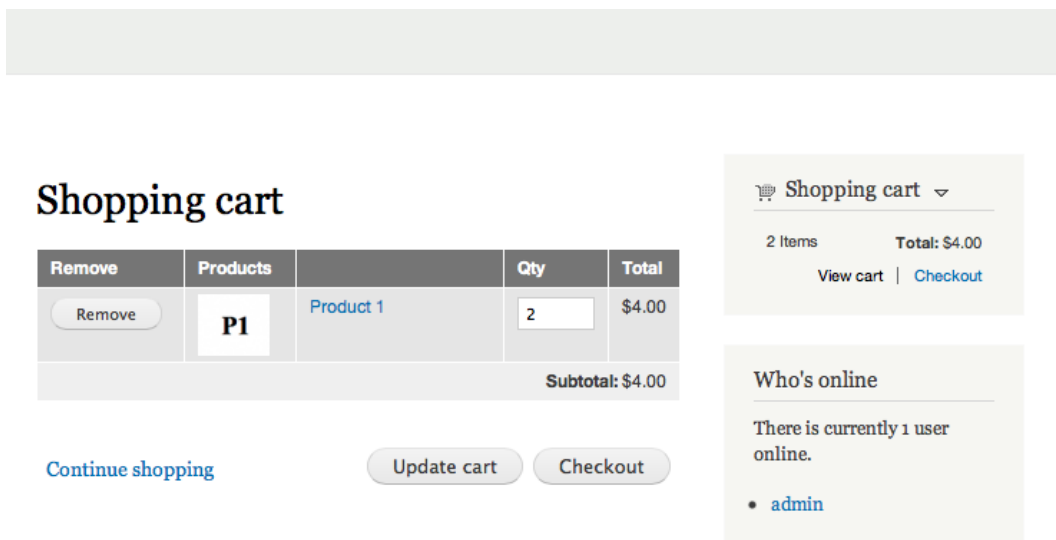 Shopping cart
Remove Products Qty Total
Remove P1 Product 1 2 $4.00
Subtotal: $4.00
Continue shopping Update cart Checkout
Shopping cart
2 Items Total: $4.00
View cart | Checkout
Who's online
There is currently 1 user
online.
• admin